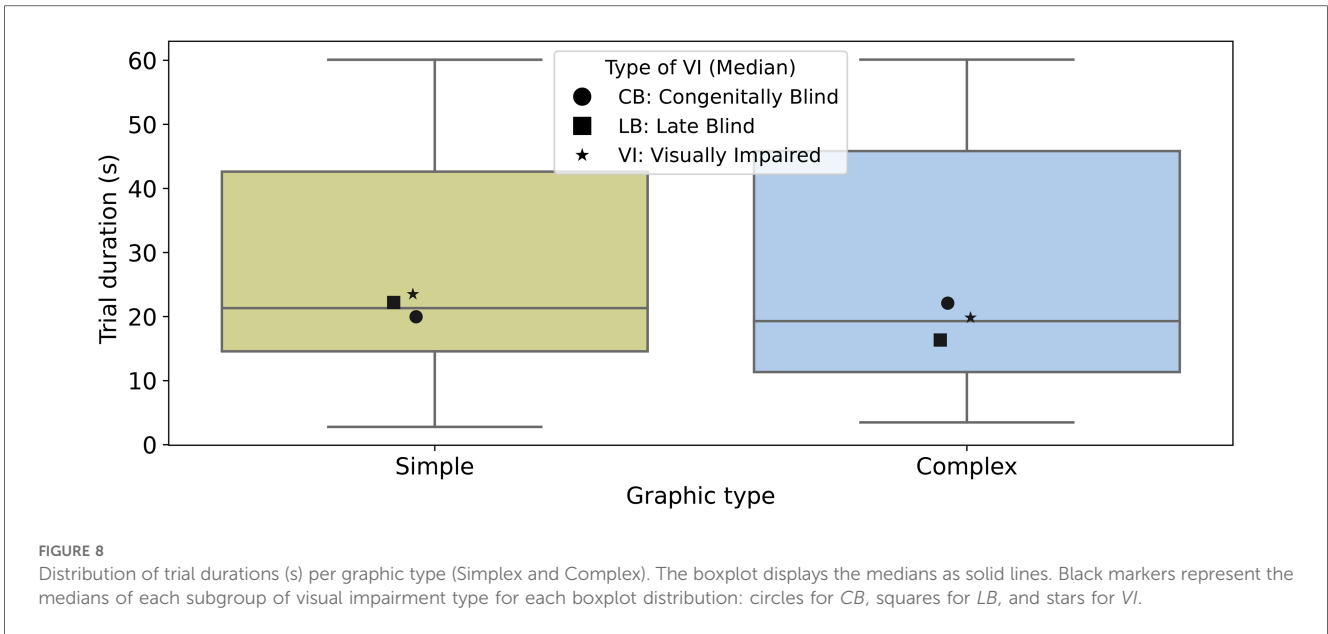 60
50
40
30
20
10
0
Trial duration (s)
Type of VI (Median)
CB: Congenitally Blind
LB: Late Blind
VI: Visually Impaired
Simple
Complex
Graphic type
FIGURE 8
Distribution of trial durations (s) per graphic type (Simplex and Complex). The boxplot displays the medians as solid lines. Black markers represent the
medians of each subgroup of visual impairment type for each boxplot distribution: circles for CB, squares for LB, and stars for VI.